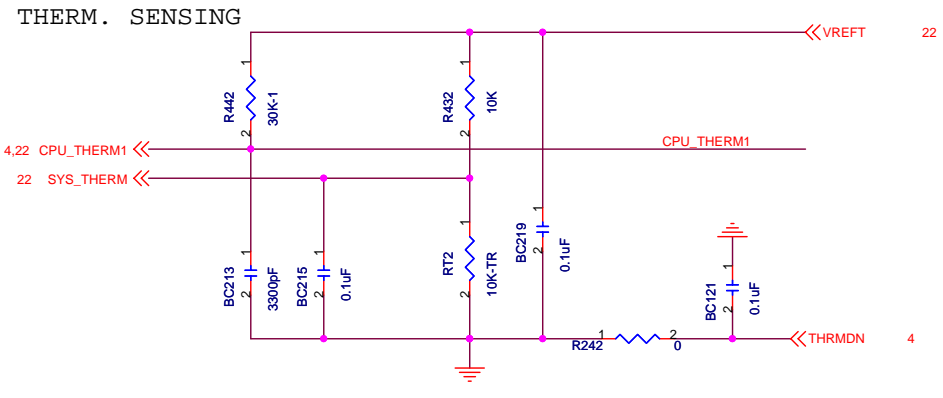 THERM. SENSING
VREFT 22
1
1
R442
30K-1
R432
10K
2
2
4,22 CPU_THERM1
CPU_THERM1
22 SYS_THERM
1
1
1
1
1
BC213
3300pF
2
BC215
0.1uF
2
RT2
10K-TR
2
BC219
0.1uF
2
BC121
0.1uF
2
1
R242
2
0
THRMDN 4